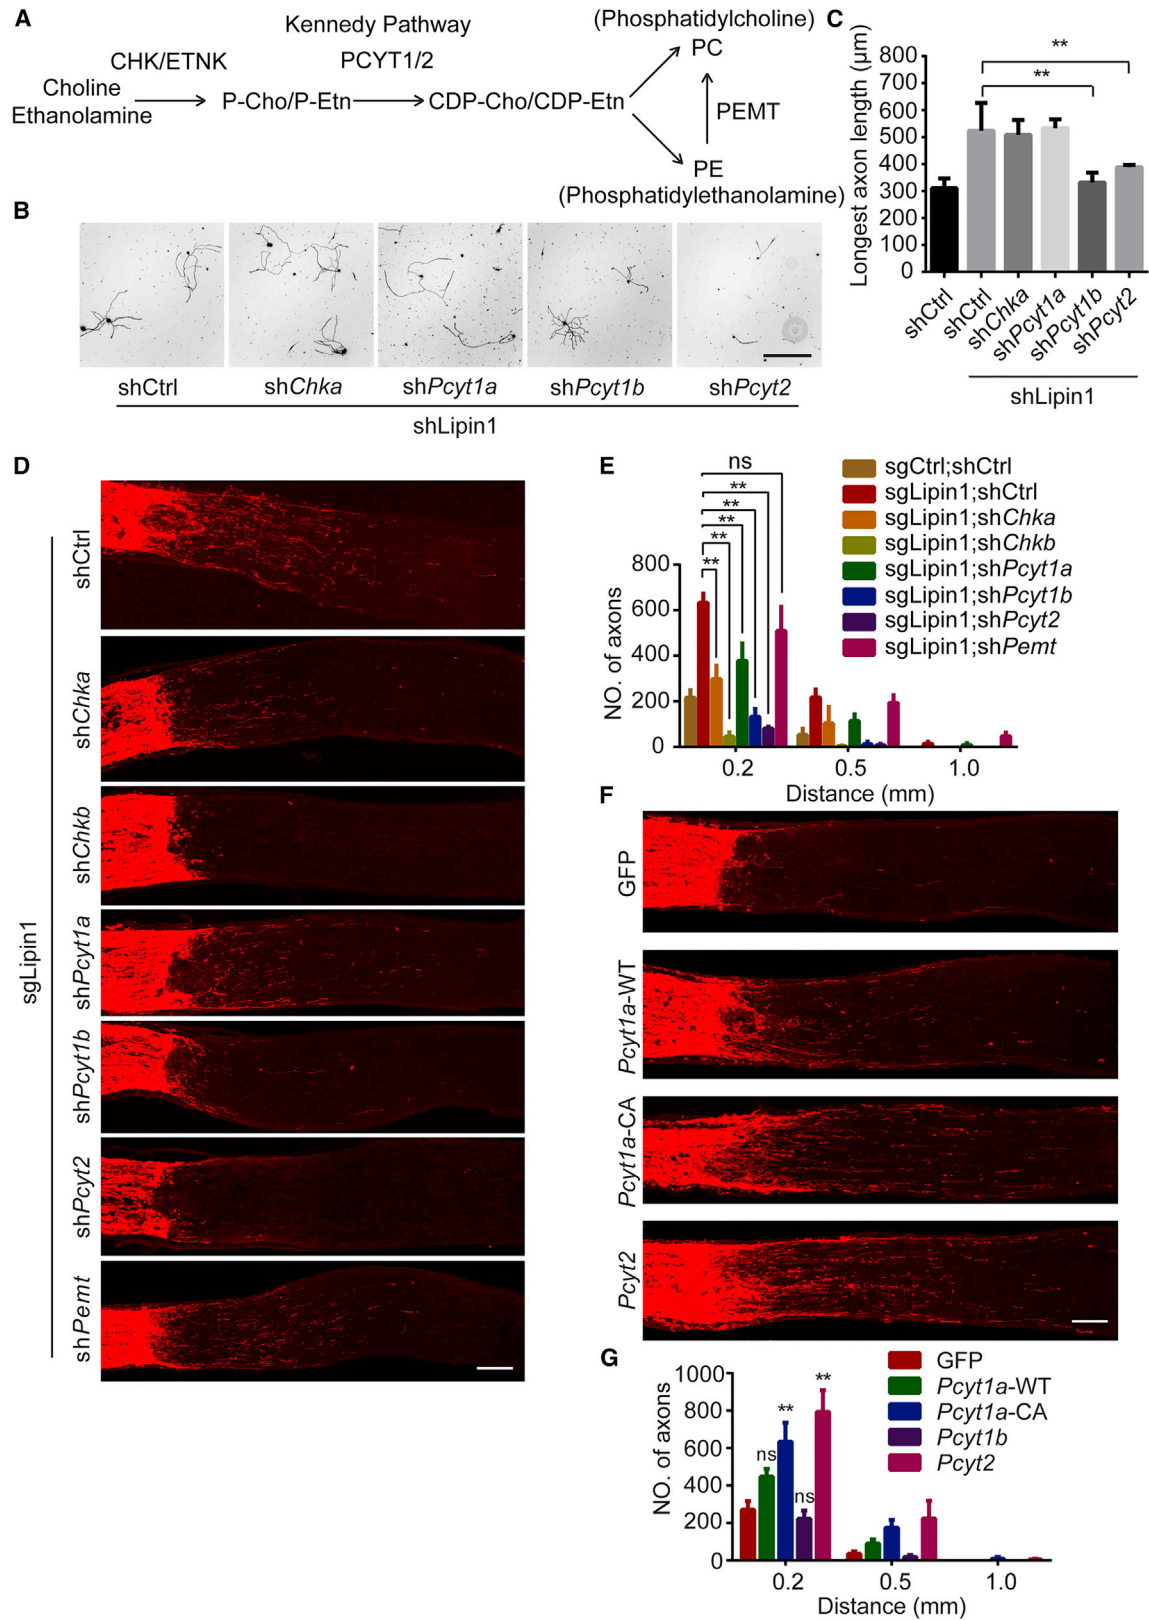 A
Kennedy Pathway
CHK/ETNK
PCYT1/2
Choline
Ethanolamine
P-Cho/P-Etn
CDP-Cho/CDP-Etn
(Phosphatidylcholine)
PC
PEMT
PE
(Phosphatidylethanolamine)
B
shCtrl
shChka
shPcyt1a
shPcyt1b
shPcyt2
shLipin1
C
Longest axon length (µm)
800
700
600
500
400
300
200
100
0
**
**
shCtrl
shCtrl
shChka
shPcyt1a
shPcyt1b
shPcyt2
shLipin1
D
sgLipin1
shCtrl
shChka
shChkb
shPcyt1a
shPcyt1b
shPcyt2
shPemt
E
NO. of axons
800
600
400
200
0
ns
**
**
**
**
**
0.2
0.5
1.0
Distance (mm)
sgCtrl;shCtrl
sgLipin1;shCtrl
sgLipin1;shChka
sgLipin1;shChkb
sgLipin1;shPcyt1a
sgLipin1;shPcyt1b
sgLipin1;shPcyt2
sgLipin1;shPemt
F
GFP
Pcyt1a-WT
Pcyt1a-CA
Pcyt2
G
NO. of axons
1000
800
600
400
200
0
ns
**
ns
**
0.2
0.5
1.0
Distance (mm)
GFP
Pcyt1a-WT
Pcyt1a-CA
Pcyt1b
Pcyt2